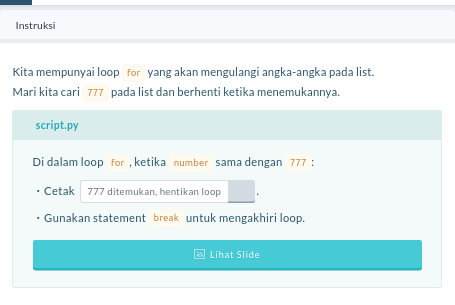 Instruksi
Kita mempunyai loop for yang akan mengulangi angka-angka pada list.
Mari kita cari 777 pada list dan berhenti ketika menemukannya.
script.py
Di dalam loop for , ketika number sama dengan 777 :
· Cetak 777 ditemukan, hentikan loop .
· Gunakan statement break untuk mengakhiri loop.
Lihat Slide